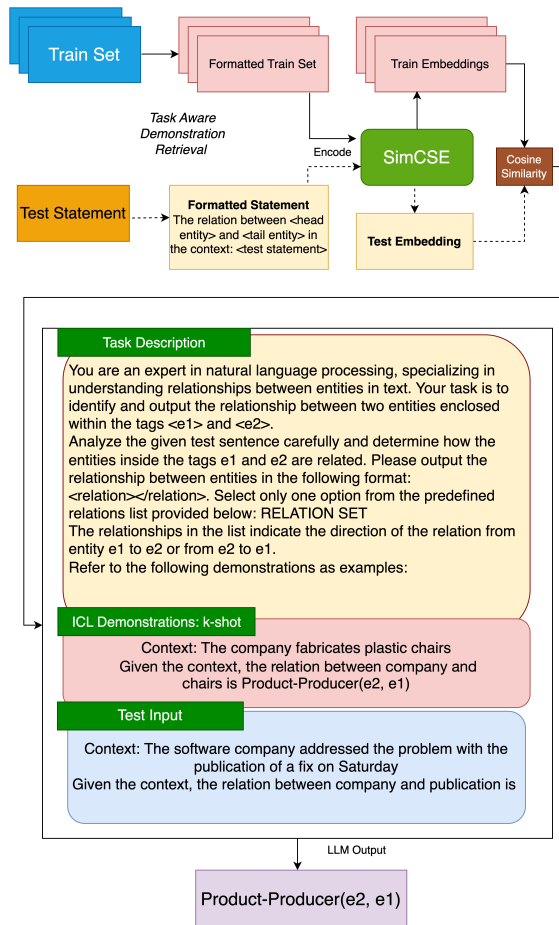 Train Set
Formatted Train Set
Train Embeddings
Task Aware
Demonstration
Retrieval
Encode
SimCSE
Cosine
Similarity
Test Statement
Formatted Statement
The relation between <head
entity> and <tail entity> in
the context: <test statement>
Test Embedding
Task Description
You are an expert in natural language processing, specializing in
understanding relationships between entities in text. Your task is to
identify and output the relationship between two entities enclosed
within the tags <e1> and <e2>.
Analyze the given test sentence carefully and determine how the
entities inside the tags e1 and e2 are related. Please output the
relationship between entities in the following format:
<relation></relation>. Select only one option from the predefined
relations list provided below: RELATION SET
The relationships in the list indicate the direction of the relation from
entity e1 to e2 or from e2 to e1.
Refer to the following demonstrations as examples:
ICL Demonstrations: k-shot
Context: The company fabricates plastic chairs
Given the context, the relation between company and
chairs is Product-Producer(e2, e1)
Test Input
Context: The software company addressed the problem with the
publication of a fix on Saturday
Given the context, the relation between company and publication is
LLM Output
Product-Producer(e2, e1)